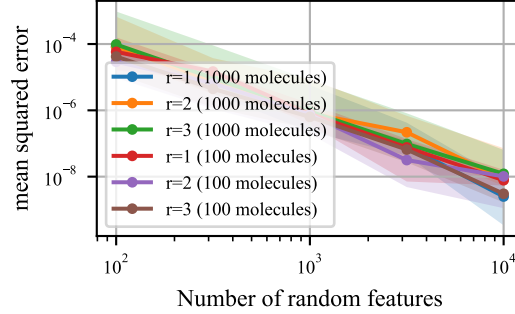 mean squared error
10⁻⁴
10⁻⁶
10⁻⁸
r=1 (1000 molecules)
r=2 (1000 molecules)
r=3 (1000 molecules)
r=1 (100 molecules)
r=2 (100 molecules)
r=3 (100 molecules)
10² 10³ 10⁴
Number of random features